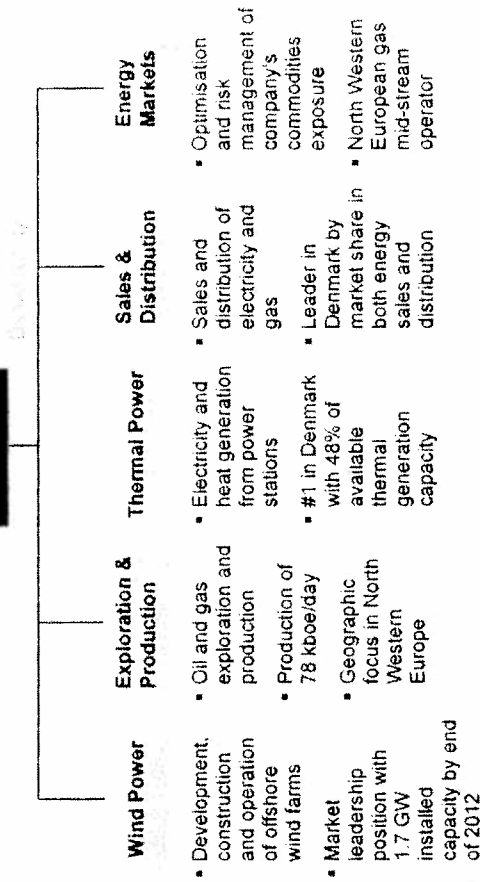 Wind Power
▪ Development,
construction
and operation
of offshore
wind farms
▪ Market
leadership
position with
1.7 GW
installed
capacity by end
of 2012
Exploration &
Production
▪ Oil and gas
exploration and
production
▪ Production of
78 kboe/day
▪ Geographic
focus in North
Western
Europe
Thermal Power
▪ Electricity and
heat generation
from power
stations
▪ #1 in Denmark
with 48% of
available
thermal
generation
capacity
Sales &
Distribution
▪ Sales and
distribution of
electricity and
gas
▪ Leader in
Denmark by
market share in
both energy
sales and
distribution
Energy
Markets
▪ Optimisation
and risk
management of
company's
commodities
exposure
▪ North Western
European gas
mid-stream
operator